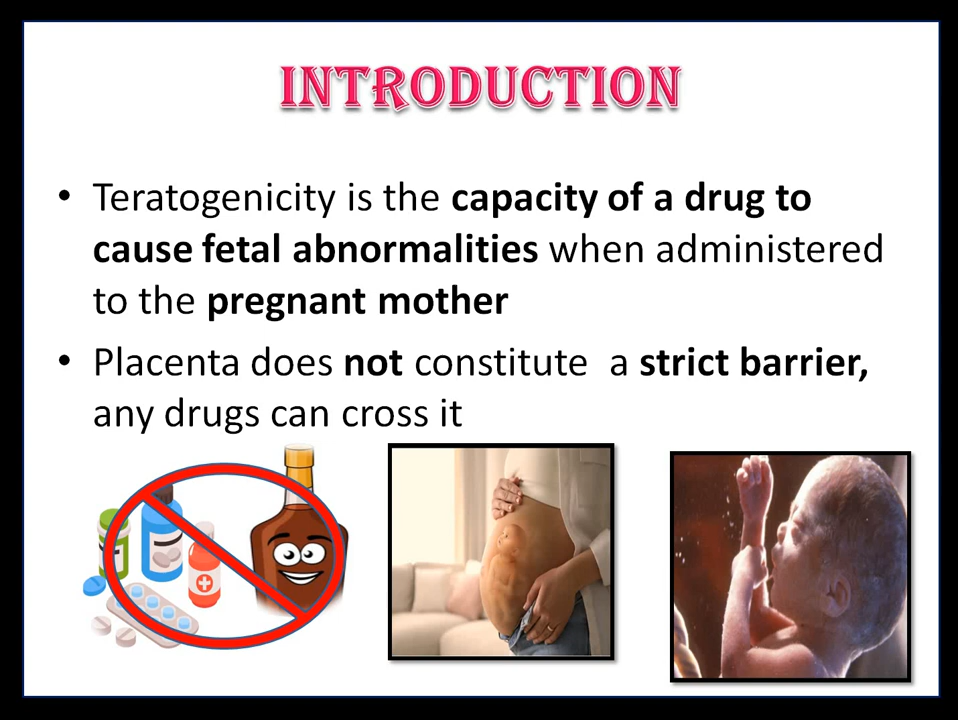 INTRODUCTION
• Teratogenicity is the capacity of a drug to
cause fetal abnormalities when administered
to the pregnant mother
• Placenta does not constitute  a strict barrier,
any drugs can cross it